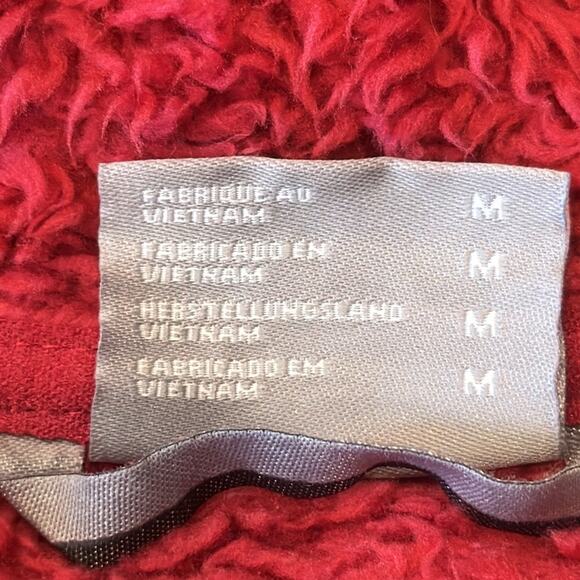 FABRIQUE AU M
VIETNAM
FABRICADO EN M
VIETNAM
HERSTELLUNGSLAND M
VIETNAM
FABRICADO EM M
VIETNAM